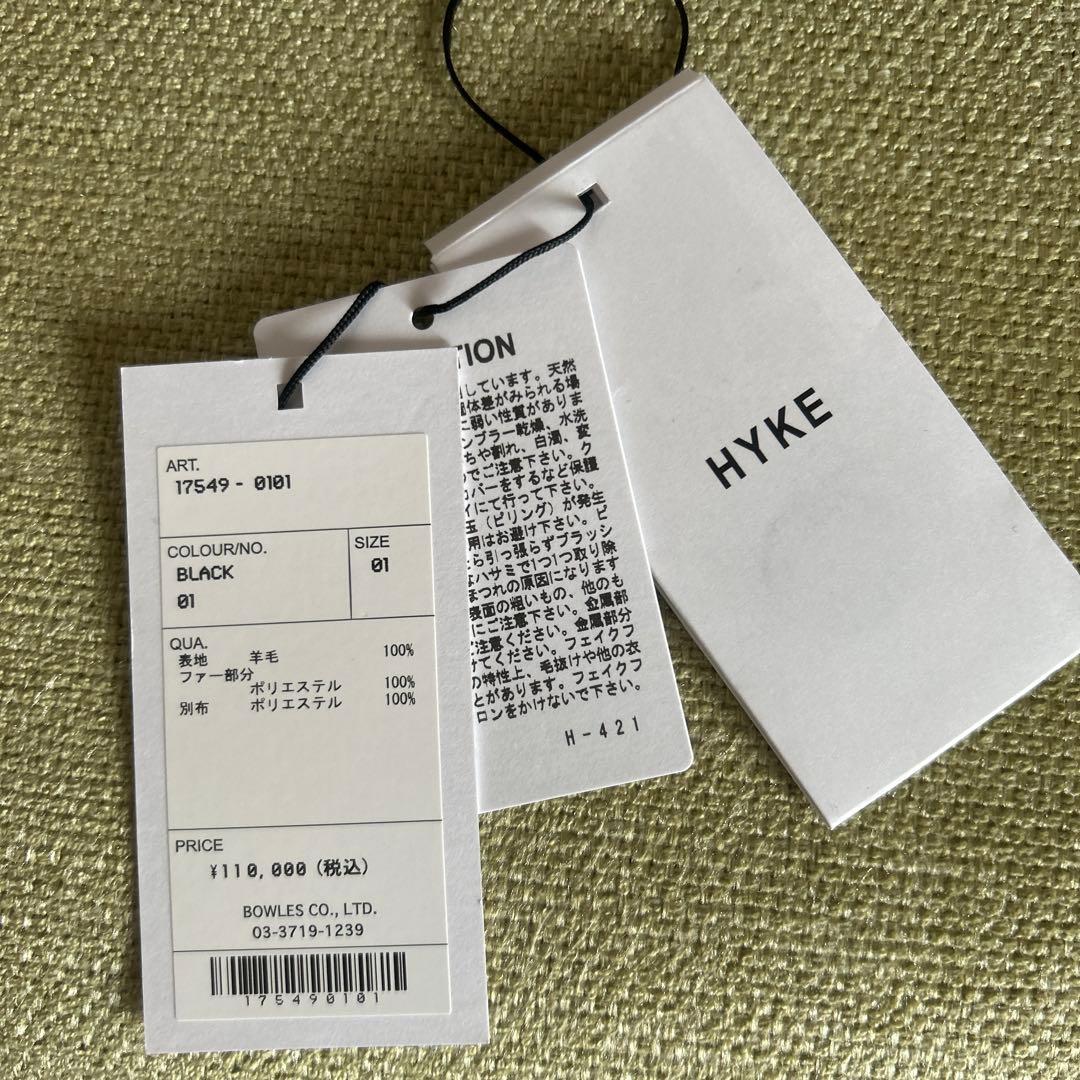 ART.
17549 - 0101
COLOUR/NO.
BLACK
01
SIZE
01
QUA.
表地 羊毛 100%
ファー部分
ポリエステル 100%
別布 ポリエステル 100%
PRICE
¥110,000 (税込)
BOWLES CO., LTD.
03-3719-1239
175490101
TION
しています。天然
個体差がみられる場
に弱い性質がありま
ンブラー乾燥、水洗
ちや割れ、白濁、変
のでご注意下さい。ク
カバーをするなど保護
イにて行って下さい。
玉(ピリング)が発生
用はお避け下さい。ピ
ら引っ張らずブラッシ
なハサミで1つ1つ取り除
まつれの原因になります
表面の粗いもの、他のも
にご注意下さい。金属部
ご注意ください。金属部分
けてください。フェイクフ
の特性上、毛抜けや他の衣
とがあります。フェイクフ
ロンをかけないで下さい。
H-421
HYKE